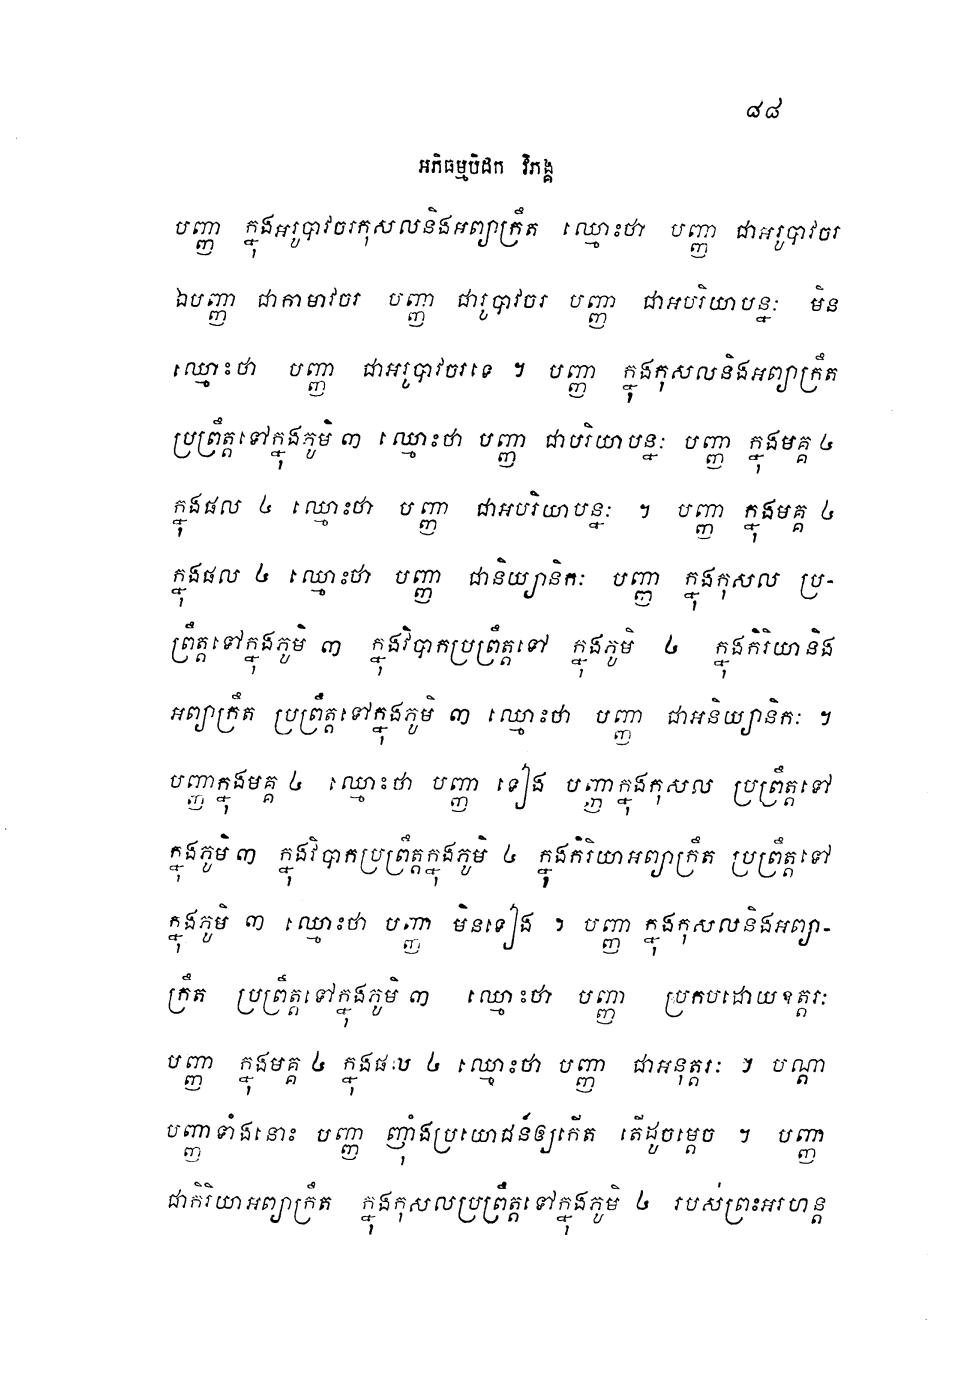 ៨៨
អភិធម្មបិដក វិភង្គ
បញ្ញា ក្នុងអរូបាវចរកុសលនិងអព្យាក្រឹត ឈ្មោះថា បញ្ញា ជាអរូបាវចរ
ឯបញ្ញា ជាកាមាវចរ បញ្ញា ជារូបាវចរ បញ្ញា ជាអបរិយាបន្នៈ មិន
ឈ្មោះថា បញ្ញា ជាអរូបាវចរទេ ។ បញ្ញា ក្នុងកុសលនិងអព្យាក្រឹត
ប្រព្រឹត្តទៅក្នុងភូមិ ៣ ឈ្មោះថា បញ្ញា ជាបរិយាបន្នៈ បញ្ញា ក្នុងមគ្គ ៤
ក្នុងផល ៤ ឈ្មោះថា បញ្ញា ជាអបរិយាបន្នៈ ។ បញ្ញា ក្នុងមគ្គ ៤
ក្នុងផល ៤ ឈ្មោះថា បញ្ញា ជានិយ្យានិកៈ បញ្ញា ក្នុងកុសល ប្រ-
ព្រឹត្តទៅក្នុងភូមិ ៣ ក្នុងវិបាកប្រព្រឹត្តទៅ ក្នុងភូមិ ៤ ក្នុងកិរិយានិង
អព្យាក្រឹត ប្រព្រឹត្តទៅក្នុងភូមិ ៣ ឈ្មោះថា បញ្ញា ជាអនិយ្យានិកៈ ។
បញ្ញាក្នុងមគ្គ ៤ ឈ្មោះថា បញ្ញា ទៀង បញ្ញាក្នុងកុសល ប្រព្រឹត្តទៅ
ក្នុងភូមិ ៣ ក្នុងវិបាកប្រព្រឹត្តក្នុងភូមិ ៤ ក្នុងកិរិយាអព្យាក្រឹត ប្រព្រឹត្តទៅ
ក្នុងភូមិ ៣ ឈ្មោះថា បញ្ញា មិនទៀង ។ បញ្ញា ក្នុងកុសលនិងអព្យា-
ក្រឹត ប្រព្រឹត្តទៅក្នុងភូមិ ៣ ឈ្មោះថា បញ្ញា ប្រកបដោយឧត្តរៈ
បញ្ញា ក្នុងមគ្គ ៤ ក្នុងផល ៤ ឈ្មោះថា បញ្ញា ជាអនុត្តរៈ ។ បណ្តា
បញ្ញាទាំងនោះ បញ្ញា ញ៉ាំងប្រយោជន៍ឲ្យកើត តើដូចម្តេច ។ បញ្ញា
ជាកិរិយាអព្យាក្រឹត ក្នុងកុសលប្រព្រឹត្តទៅក្នុងភូមិ ៤ របស់ព្រះអរហន្ត